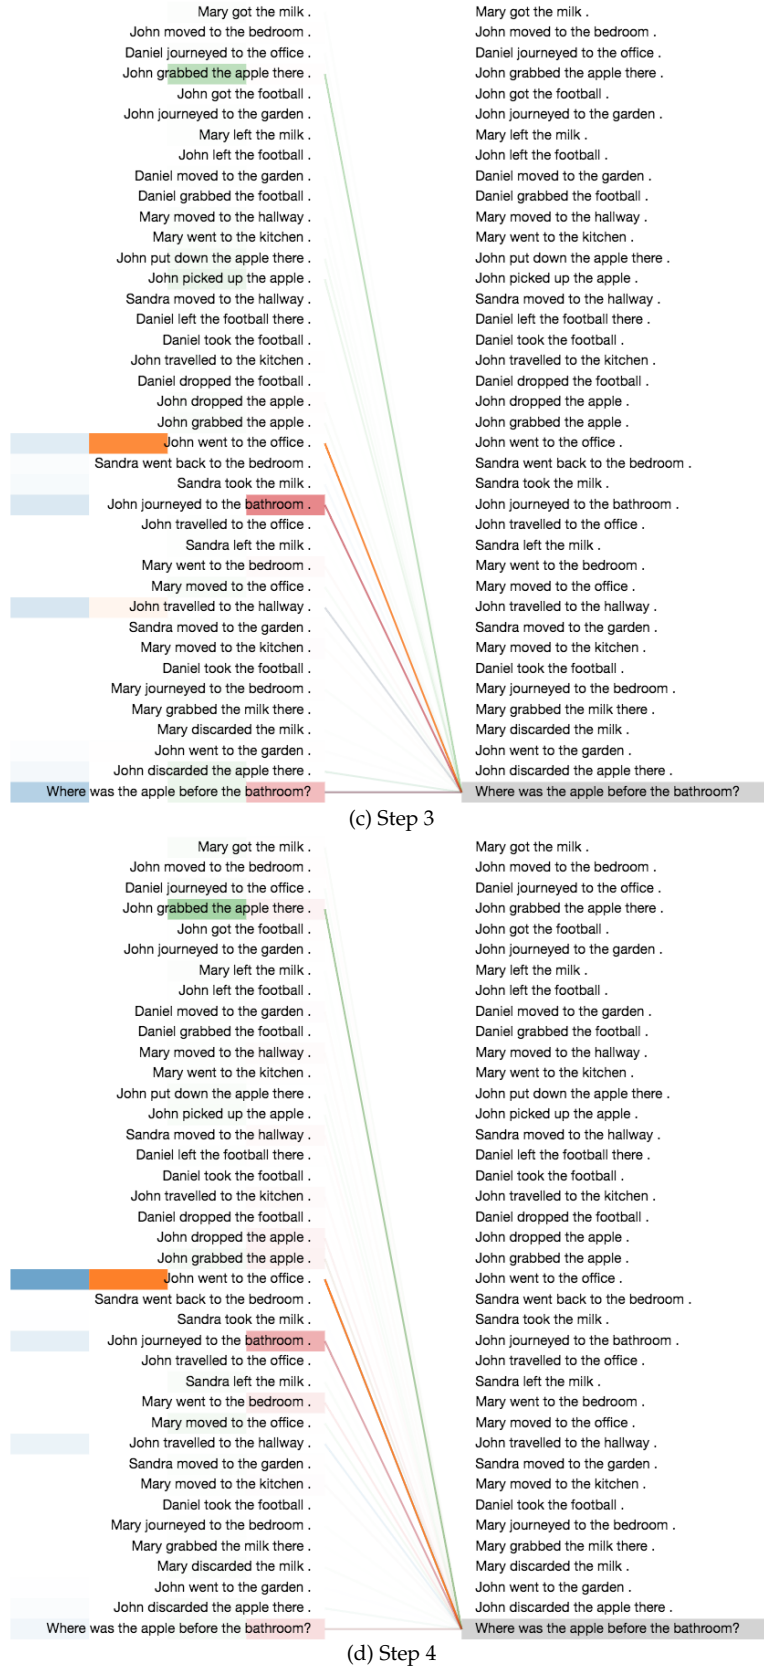 Mary got the milk .
John moved to the bedroom .
Daniel journeyed to the office .
John grabbed the apple there .
John got the football .
John journeyed to the garden .
Mary left the milk .
John left the football .
Daniel moved to the garden .
Daniel grabbed the football .
Mary moved to the hallway .
Mary went to the kitchen .
John put down the apple there .
John picked up the apple .
Sandra moved to the hallway .
Daniel left the football there .
Daniel took the football .
John travelled to the kitchen .
Daniel dropped the football .
John dropped the apple .
John grabbed the apple .
John went to the office .
Sandra went back to the bedroom .
Sandra took the milk .
John journeyed to the bathroom .
John travelled to the office .
Sandra left the milk .
Mary went to the bedroom .
Mary moved to the office .
John travelled to the hallway .
Sandra moved to the garden .
Mary moved to the kitchen .
Daniel took the football .
Mary journeyed to the bedroom .
Mary grabbed the milk there .
Mary discarded the milk .
John went to the garden .
John discarded the apple there .
Where was the apple before the bathroom?
Mary got the milk .
John moved to the bedroom .
Daniel journeyed to the office .
John grabbed the apple there .
John got the football .
John journeyed to the garden .
Mary left the milk .
John left the football .
Daniel moved to the garden .
Daniel grabbed the football .
Mary moved to the hallway .
Mary went to the kitchen .
John put down the apple there .
John picked up the apple .
Sandra moved to the hallway .
Daniel left the football there .
Daniel took the football .
John travelled to the kitchen .
Daniel dropped the football .
John dropped the apple .
John grabbed the apple .
John went to the office .
Sandra went back to the bedroom .
Sandra took the milk .
John journeyed to the bathroom .
John travelled to the office .
Sandra left the milk .
Mary went to the bedroom .
Mary moved to the office .
John travelled to the hallway .
Sandra moved to the garden .
Mary moved to the kitchen .
Daniel took the football .
Mary journeyed to the bedroom .
Mary grabbed the milk there .
Mary discarded the milk .
John went to the garden .
John discarded the apple there .
Where was the apple before the bathroom?
(c) Step 3
Mary got the milk .
John moved to the bedroom .
Daniel journeyed to the office .
John grabbed the apple there .
John got the football .
John journeyed to the garden .
Mary left the milk .
John left the football .
Daniel moved to the garden .
Daniel grabbed the football .
Mary moved to the hallway .
Mary went to the kitchen .
John put down the apple there .
John picked up the apple .
Sandra moved to the hallway .
Daniel left the football there .
Daniel took the football .
John travelled to the kitchen .
Daniel dropped the football .
John dropped the apple .
John grabbed the apple .
John went to the office .
Sandra went back to the bedroom .
Sandra took the milk .
John journeyed to the bathroom .
John travelled to the office .
Sandra left the milk .
Mary went to the bedroom .
Mary moved to the office .
John travelled to the hallway .
Sandra moved to the garden .
Mary moved to the kitchen .
Daniel took the football .
Mary journeyed to the bedroom .
Mary grabbed the milk there .
Mary discarded the milk .
John went to the garden .
John discarded the apple there .
Where was the apple before the bathroom?
Mary got the milk .
John moved to the bedroom .
Daniel journeyed to the office .
John grabbed the apple there .
John got the football .
John journeyed to the garden .
Mary left the milk .
John left the football .
Daniel moved to the garden .
Daniel grabbed the football .
Mary moved to the hallway .
Mary went to the kitchen .
John put down the apple there .
John picked up the apple .
Sandra moved to the hallway .
Daniel left the football there .
Daniel took the football .
John travelled to the kitchen .
Daniel dropped the football .
John dropped the apple .
John grabbed the apple .
John went to the office .
Sandra went back to the bedroom .
Sandra took the milk .
John journeyed to the bathroom .
John travelled to the office .
Sandra left the milk .
Mary went to the bedroom .
Mary moved to the office .
John travelled to the hallway .
Sandra moved to the garden .
Mary moved to the kitchen .
Daniel took the football .
Mary journeyed to the bedroom .
Mary grabbed the milk there .
Mary discarded the milk .
John went to the garden .
John discarded the apple there .
Where was the apple before the bathroom?
(d) Step 4